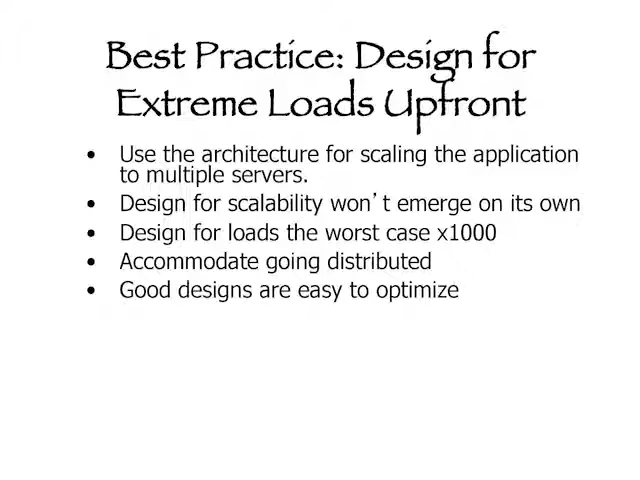 Best Practice: Design for
Extreme Loads Upfront
• Use the architecture for scaling the application
to multiple servers.
• Design for scalability won't emerge on its own
• Design for loads the worst case x1000
• Accommodate going distributed
• Good designs are easy to optimize